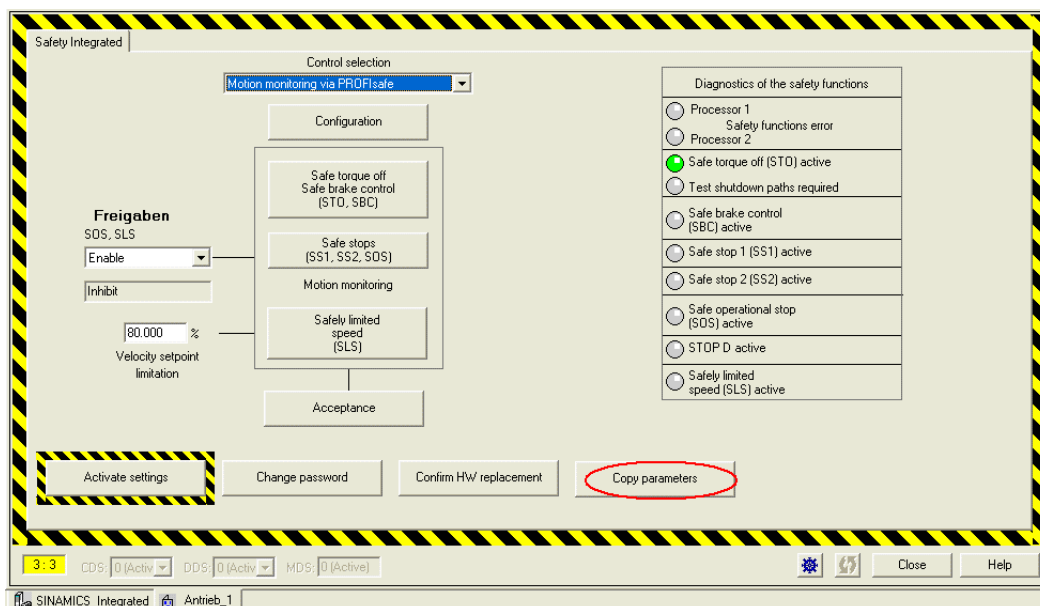 Safety Integrated
Control selection
Motion monitoring via PROFIsafe
Configuration
Safe torque off
Safe brake control
(STO, SBC)
Freigaben
SOS, SLS
Enable
Inhibit
Safe stops
(SS1, SS2, SOS)
Motion monitoring
80.000 %
Velocity setpoint
limitation
Safely limited
speed
(SLS)
Acceptance
Diagnostics of the safety functions
Processor 1
Safety functions error
Processor 2
Safe torque off (STO) active
Test shutdown paths required
Safe brake control
(SBC) active
Safe stop 1 (SS1) active
Safe stop 2 (SS2) active
Safe operational stop
(SOS) active
STOP D active
Safely limited
speed (SLS) active
Activate settings
Change password
Confirm HW replacement
Copy parameters
3:3 CDS: 0 (Activ DDS: 0 (Activ MDS: 0 (Active)
Close
Help
SINAMICS_Integrated
Antrieb_1